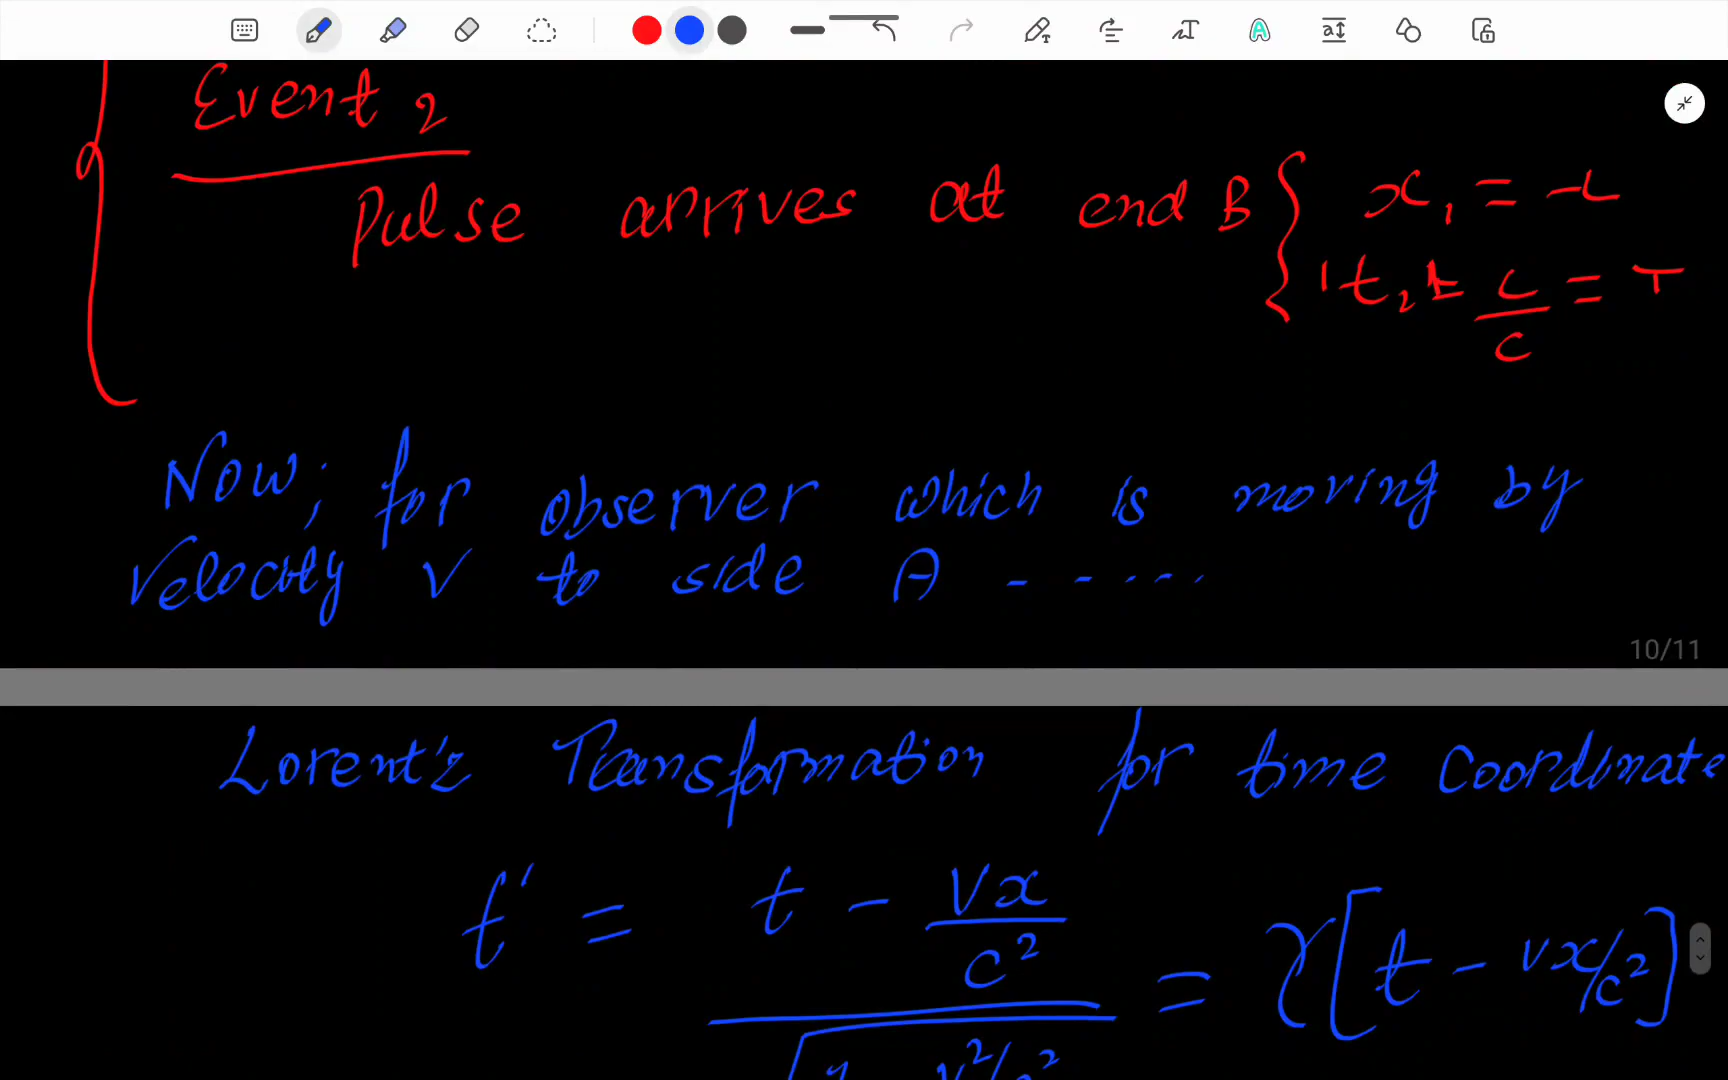 Event 2
Pulse arrives at end B { x₁ = -L
t₂ = L/c = T
Now, for observer which is moving by
Velocity V to side A - - - - -
10/11
Lorent'z Transformation for time coordinate
t' = (t - Vx/c²) / √(1 - v²/c²) = γ[t - vx/c²]